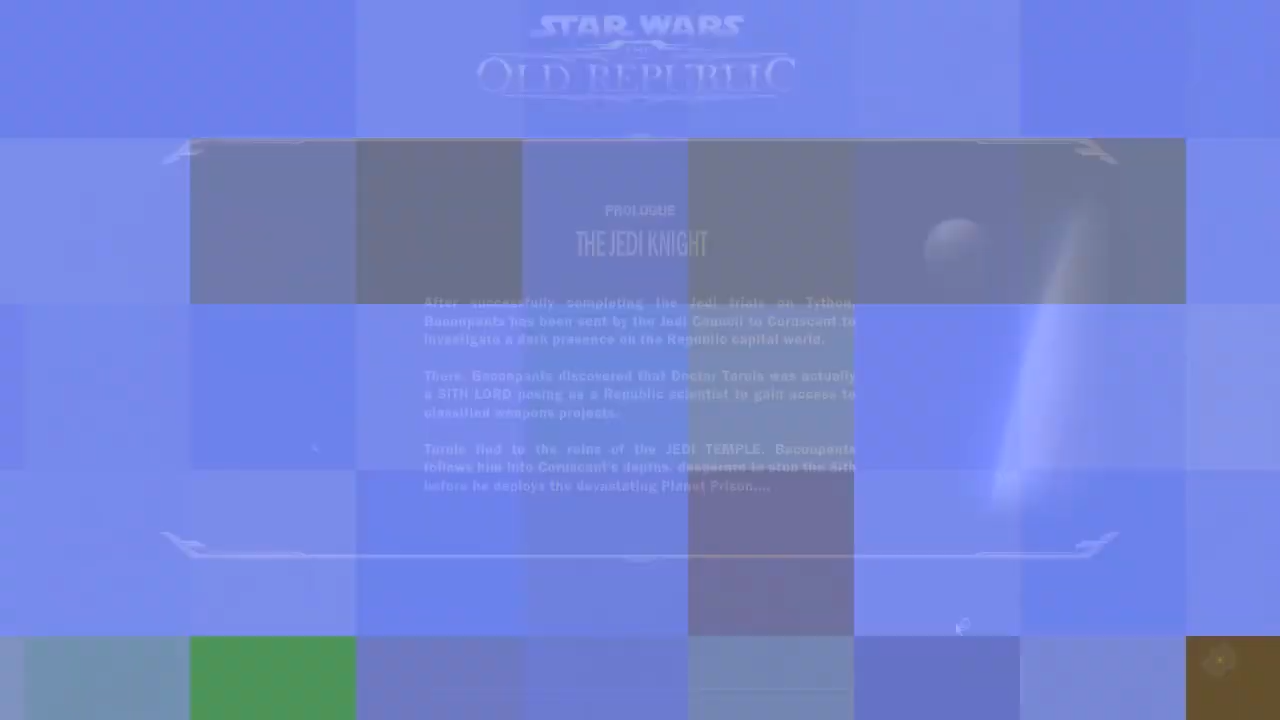 STAR WARS
THE
OLD REPUBLIC
PROLOGUE
THE JEDI KNIGHT
After successfully completing the Jedi trials on Tython,
Baconpants has been sent by the Jedi Council to Coruscant to
investigate a dark presence on the Republic capital world.
There, Baconpants discovered that Doctor Tarnis was actually
a SITH LORD posing as a Republic scientist to gain access to
classified weapons projects.
Tarnis fled to the ruins of the JEDI TEMPLE. Baconpants
follows him into Coruscant's depths, desperate to stop the Sith
before he deploys the devastating Planet Prison....